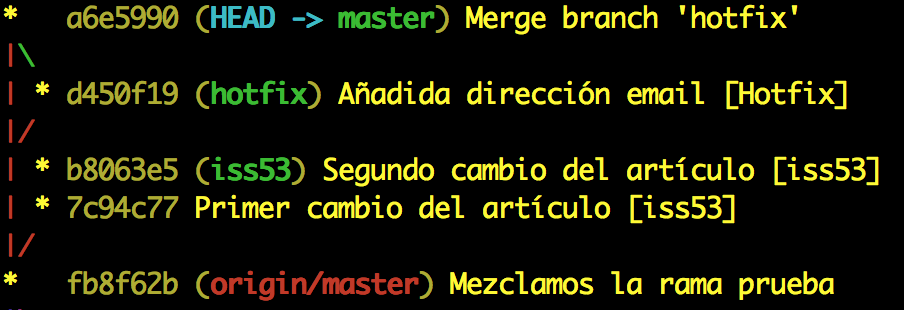 *   a6e5990 (HEAD -> master) Merge branch 'hotfix'
|\
| * d450f19 (hotfix) Añadida dirección email [Hotfix]
|/
| * b8063e5 (iss53) Segundo cambio del artículo [iss53]
| * 7c94c77 Primer cambio del artículo [iss53]
|/
*   fb8f62b (origin/master) Mezclamos la rama prueba